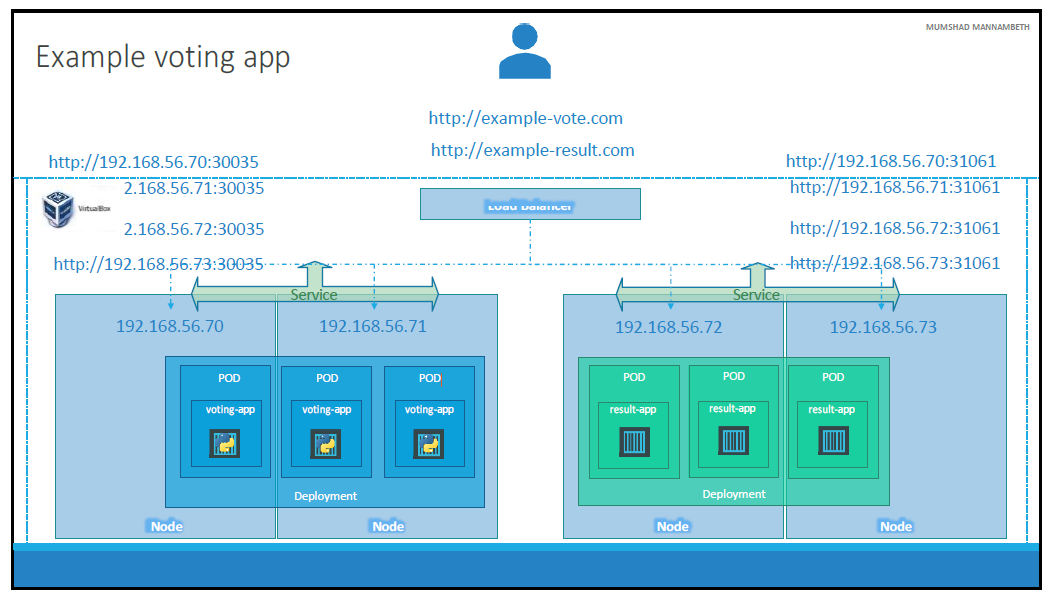 MUMSHAD MANNAMBETH
Example voting app
http://example-vote.com
http://example-result.com
http://192.168.56.70:30035
2.168.56.71:30035
2.168.56.72:30035
http://192.168.56.73:30035
http://192.168.56.70:31061
http://192.168.56.71:31061
http://192.168.56.72:31061
http://192.168.56.73:31061
VirtualBox
Load Balancer
Service
Service
192.168.56.70
192.168.56.71
192.168.56.72
192.168.56.73
POD
POD
POD
voting-app
voting-app
voting-app
Deployment
POD
POD
POD
result-app
result-app
result-app
Deployment
Node
Node
Node
Node